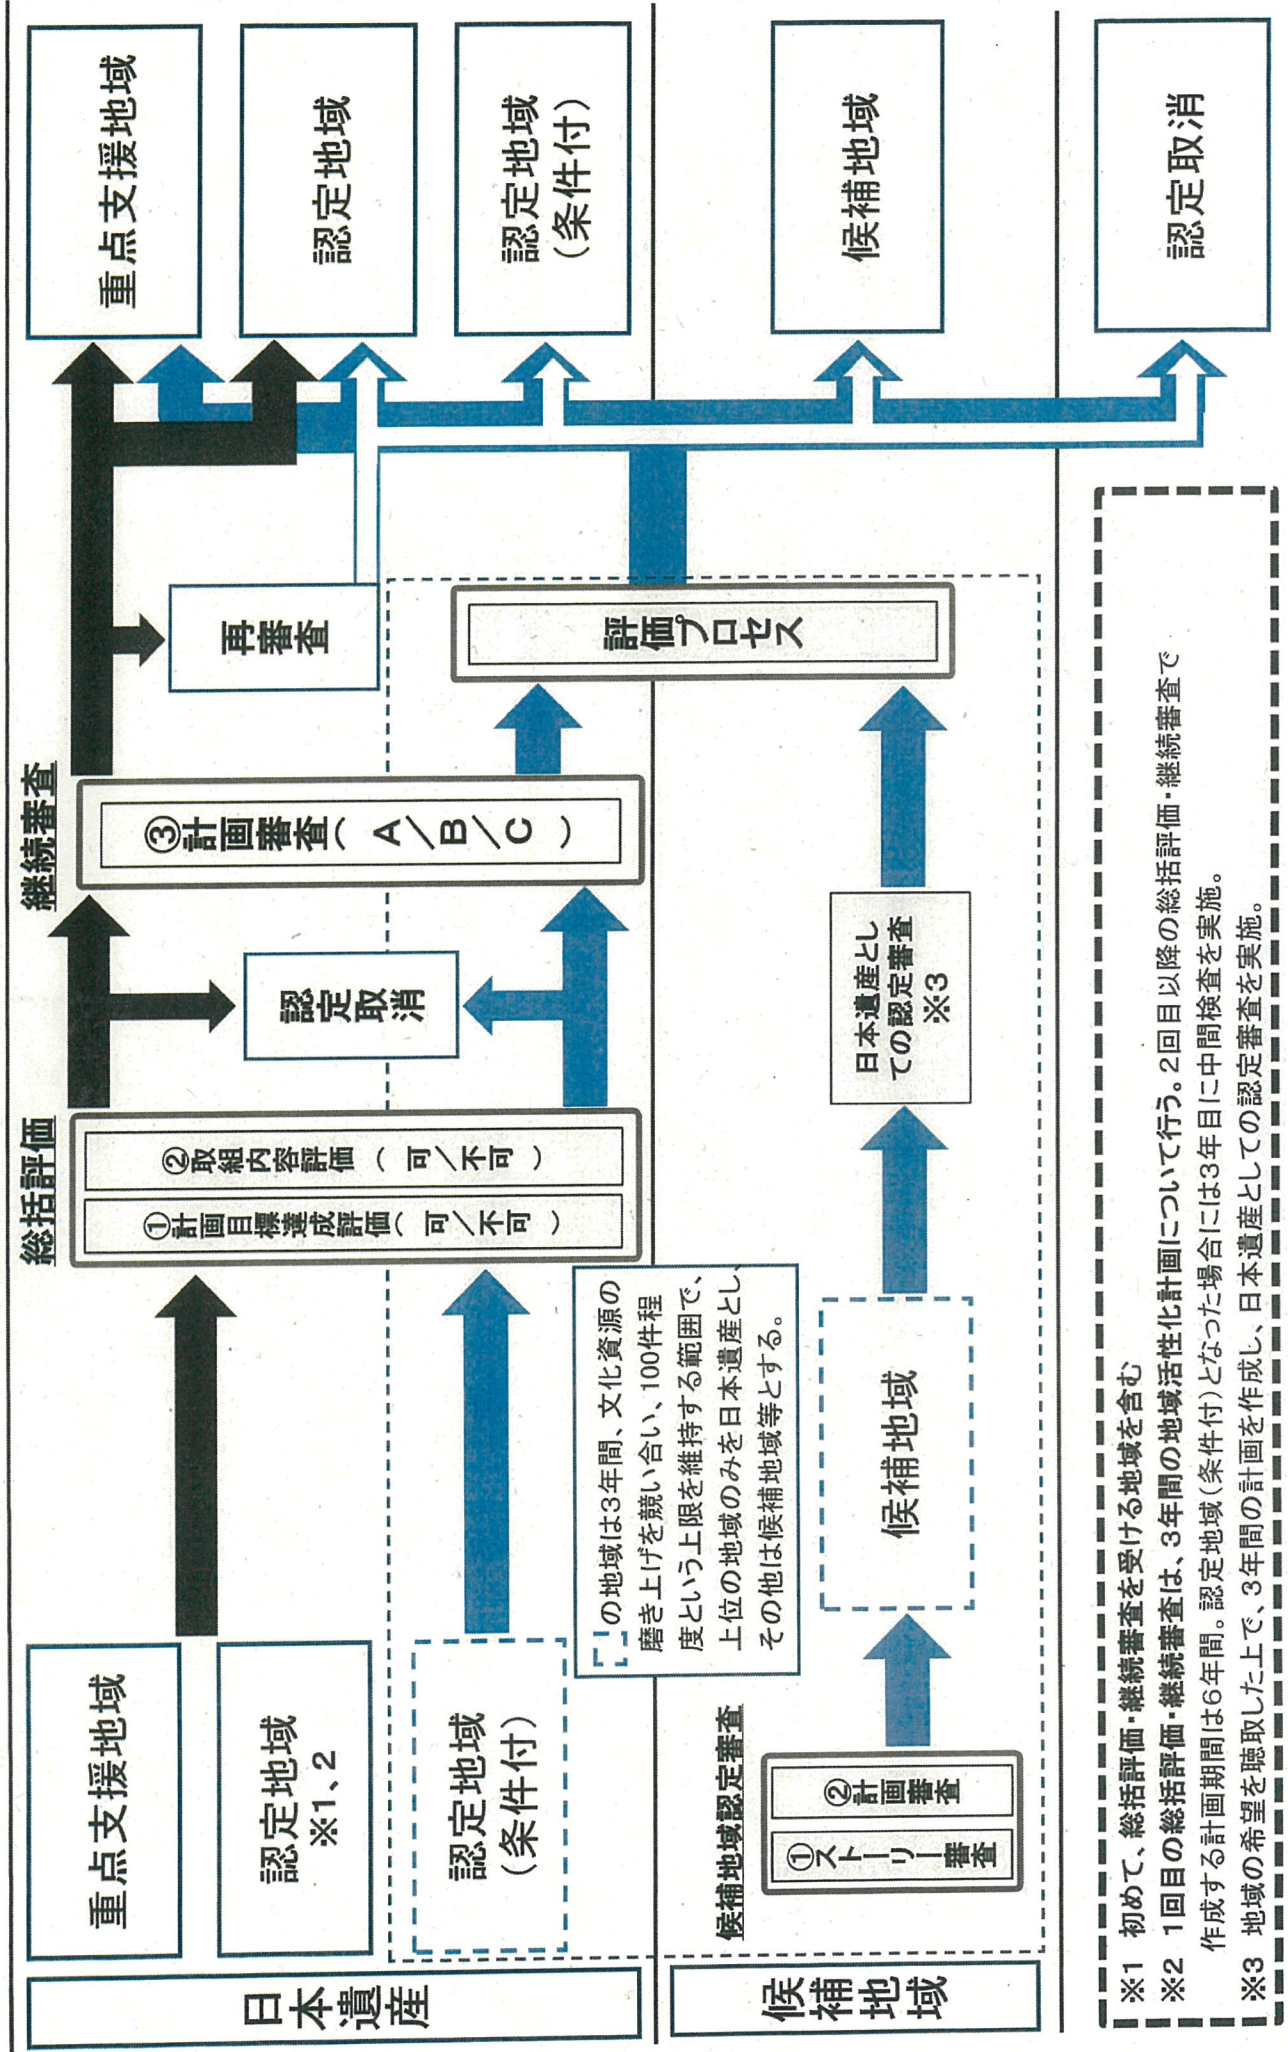 日本遺産
重点支援地域
認定地域
※1、2
認定地域
(条件付)
総括評価
①計画目標達成評価(可/不可)
②取組内容評価(可/不可)
認定取消
継続審査
③計画審査(A/B/C)
再審査
評価プロセス
重点支援地域
認定地域
認定地域
(条件付)
候補地域
認定取消
の地域は3年間、文化資源の
磨き上げを競い合い、100件程
度という上限を維持する範囲で、
上位の地域のみを日本遺産とし、
その他は候補地域等とする。
候補地域
候補地域認定審査
①ストーリー審査
②計画審査
候補地域
日本遺産とし
ての認定審査
※3
※1 初めて、総括評価・継続審査を受ける地域を含む
※2 1回目の総括評価・継続審査は、3年間の地域活性化計画について行う。2回目以降の総括評価・継続審査で
作成する計画期間は6年間。認定地域(条件付)となった場合には3年目に中間検査を実施。
※3 地域の希望を聴取した上で、3年間の計画を作成し、日本遺産としての認定審査を実施。